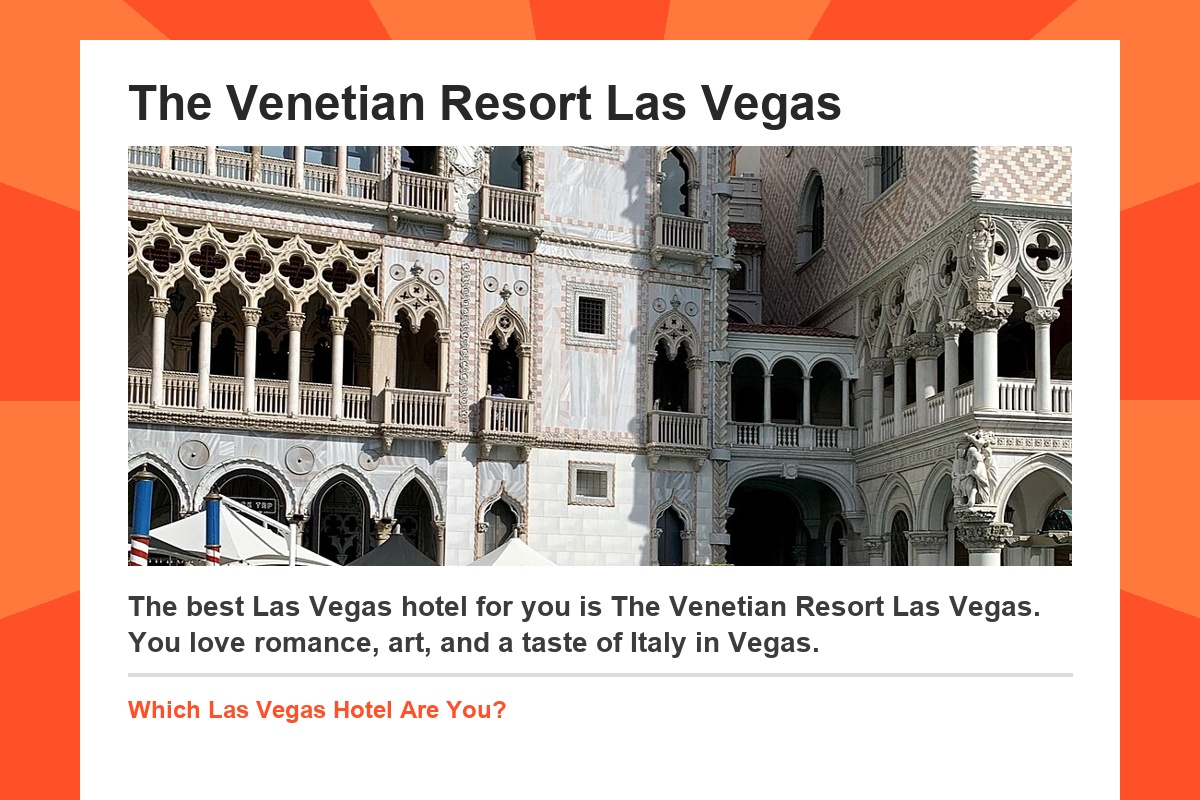 The Venetian Resort Las Vegas
The best Las Vegas hotel for you is The Venetian Resort Las Vegas.
You love romance, art, and a taste of Italy in Vegas.
Which Las Vegas Hotel Are You?